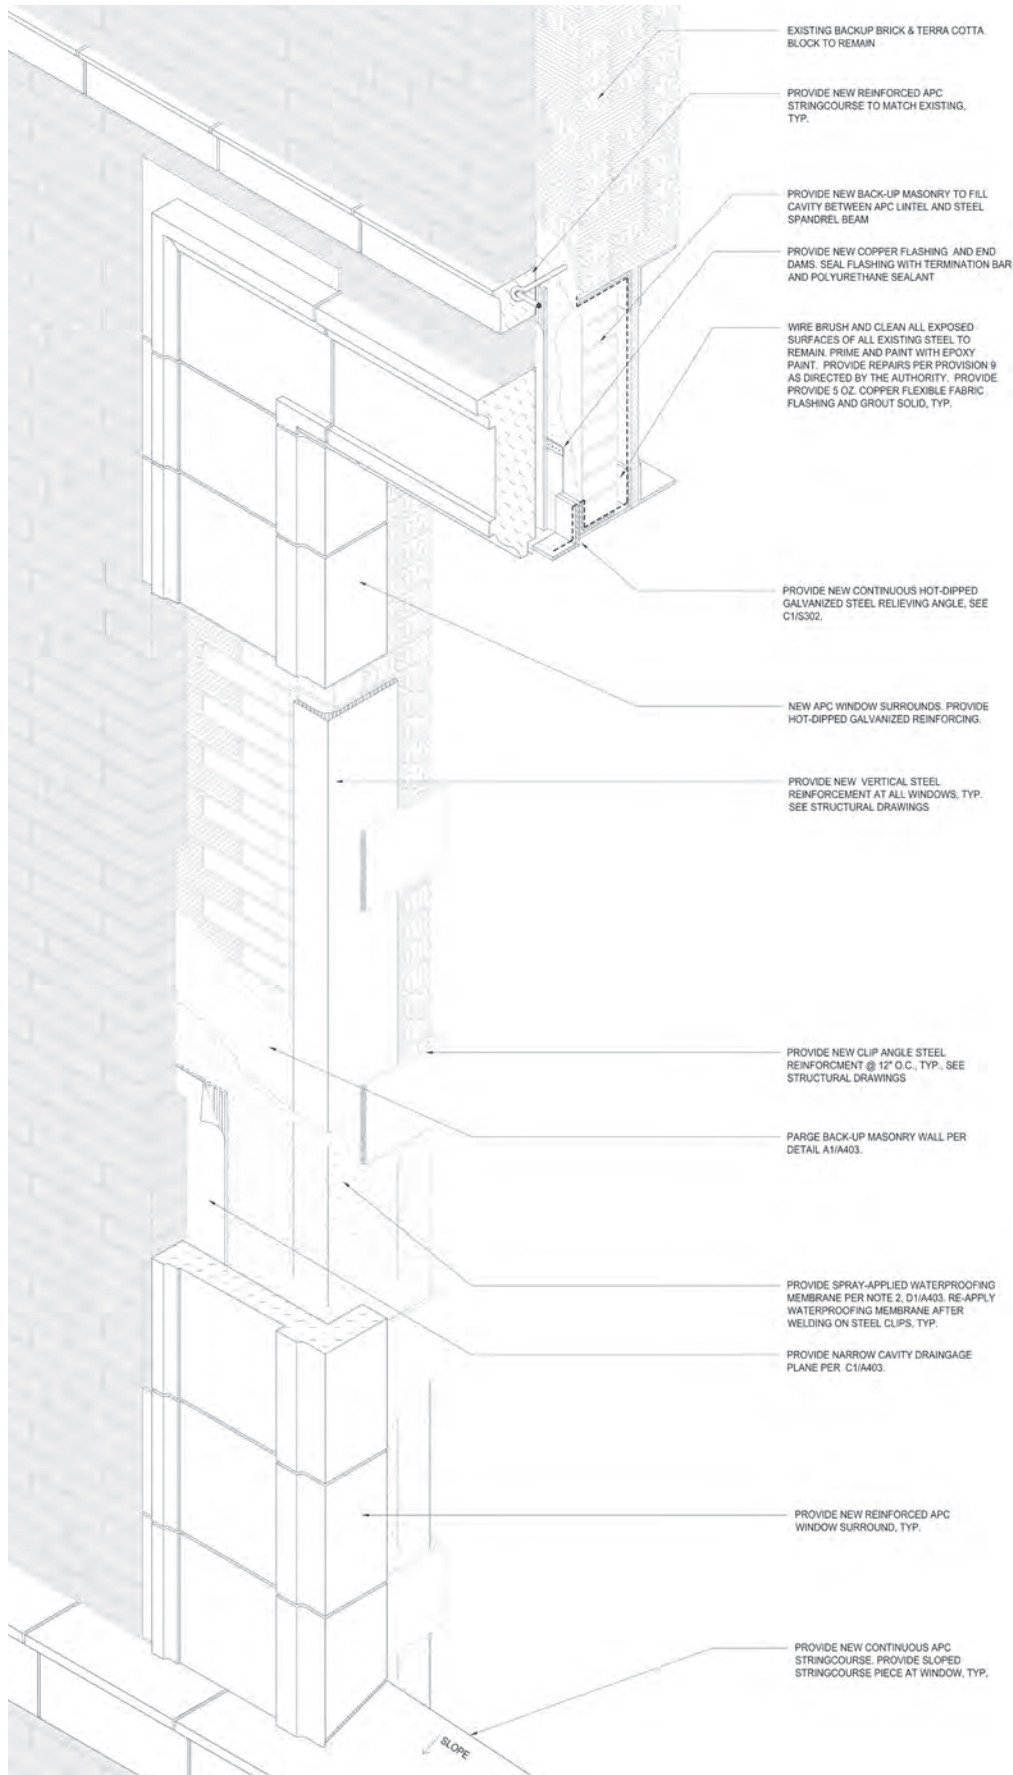 EXISTING BACKUP BRICK & TERRA COTTA
BLOCK TO REMAIN
PROVIDE NEW REINFORCED APC
STRINGCOURSE TO MATCH EXISTING,
TYP.
PROVIDE NEW BACK-UP MASONRY TO FILL
CAVITY BETWEEN APC LINTEL AND STEEL
SPANDREL BEAM
PROVIDE NEW COPPER FLASHING AND END
DAMS. SEAL FLASHING WITH TERMINATION BAR
AND POLYURETHANE SEALANT
WIRE BRUSH AND CLEAN ALL EXPOSED
SURFACES OF ALL EXISTING STEEL TO
REMAIN. PRIME AND PAINT WITH EPOXY
PAINT. PROVIDE REPAIRS PER PROVISION 9
AS DIRECTED BY THE AUTHORITY. PROVIDE
PROVIDE 5 OZ. COPPER FLEXIBLE FABRIC
FLASHING AND GROUT SOLID, TYP.
PROVIDE NEW CONTINUOUS HOT-DIPPED
GALVANIZED STEEL RELIEVING ANGLE, SEE
C1/S302.
NEW APC WINDOW SURROUNDS. PROVIDE
HOT-DIPPED GALVANIZED REINFORCING.
PROVIDE NEW VERTICAL STEEL
REINFORCEMENT AT ALL WINDOWS, TYP.
SEE STRUCTURAL DRAWINGS
PROVIDE NEW CLIP ANGLE STEEL
REINFORCMENT @ 12" O.C., TYP., SEE
STRUCTURAL DRAWINGS
PARGE BACK-UP MASONRY WALL PER
DETAIL A1/A403.
PROVIDE SPRAY-APPLIED WATERPROOFING
MEMBRANE PER NOTE 2, D1/A403. RE-APPLY
WATERPROOFING MEMBRANE AFTER
WELDING ON STEEL CLIPS, TYP.
PROVIDE NARROW CAVITY DRAINGAGE
PLANE PER C1/A403.
PROVIDE NEW REINFORCED APC
WINDOW SURROUND, TYP.
PROVIDE NEW CONTINUOUS APC
STRINGCOURSE. PROVIDE SLOPED
STRINGCOURSE PIECE AT WINDOW, TYP.
SLOPE